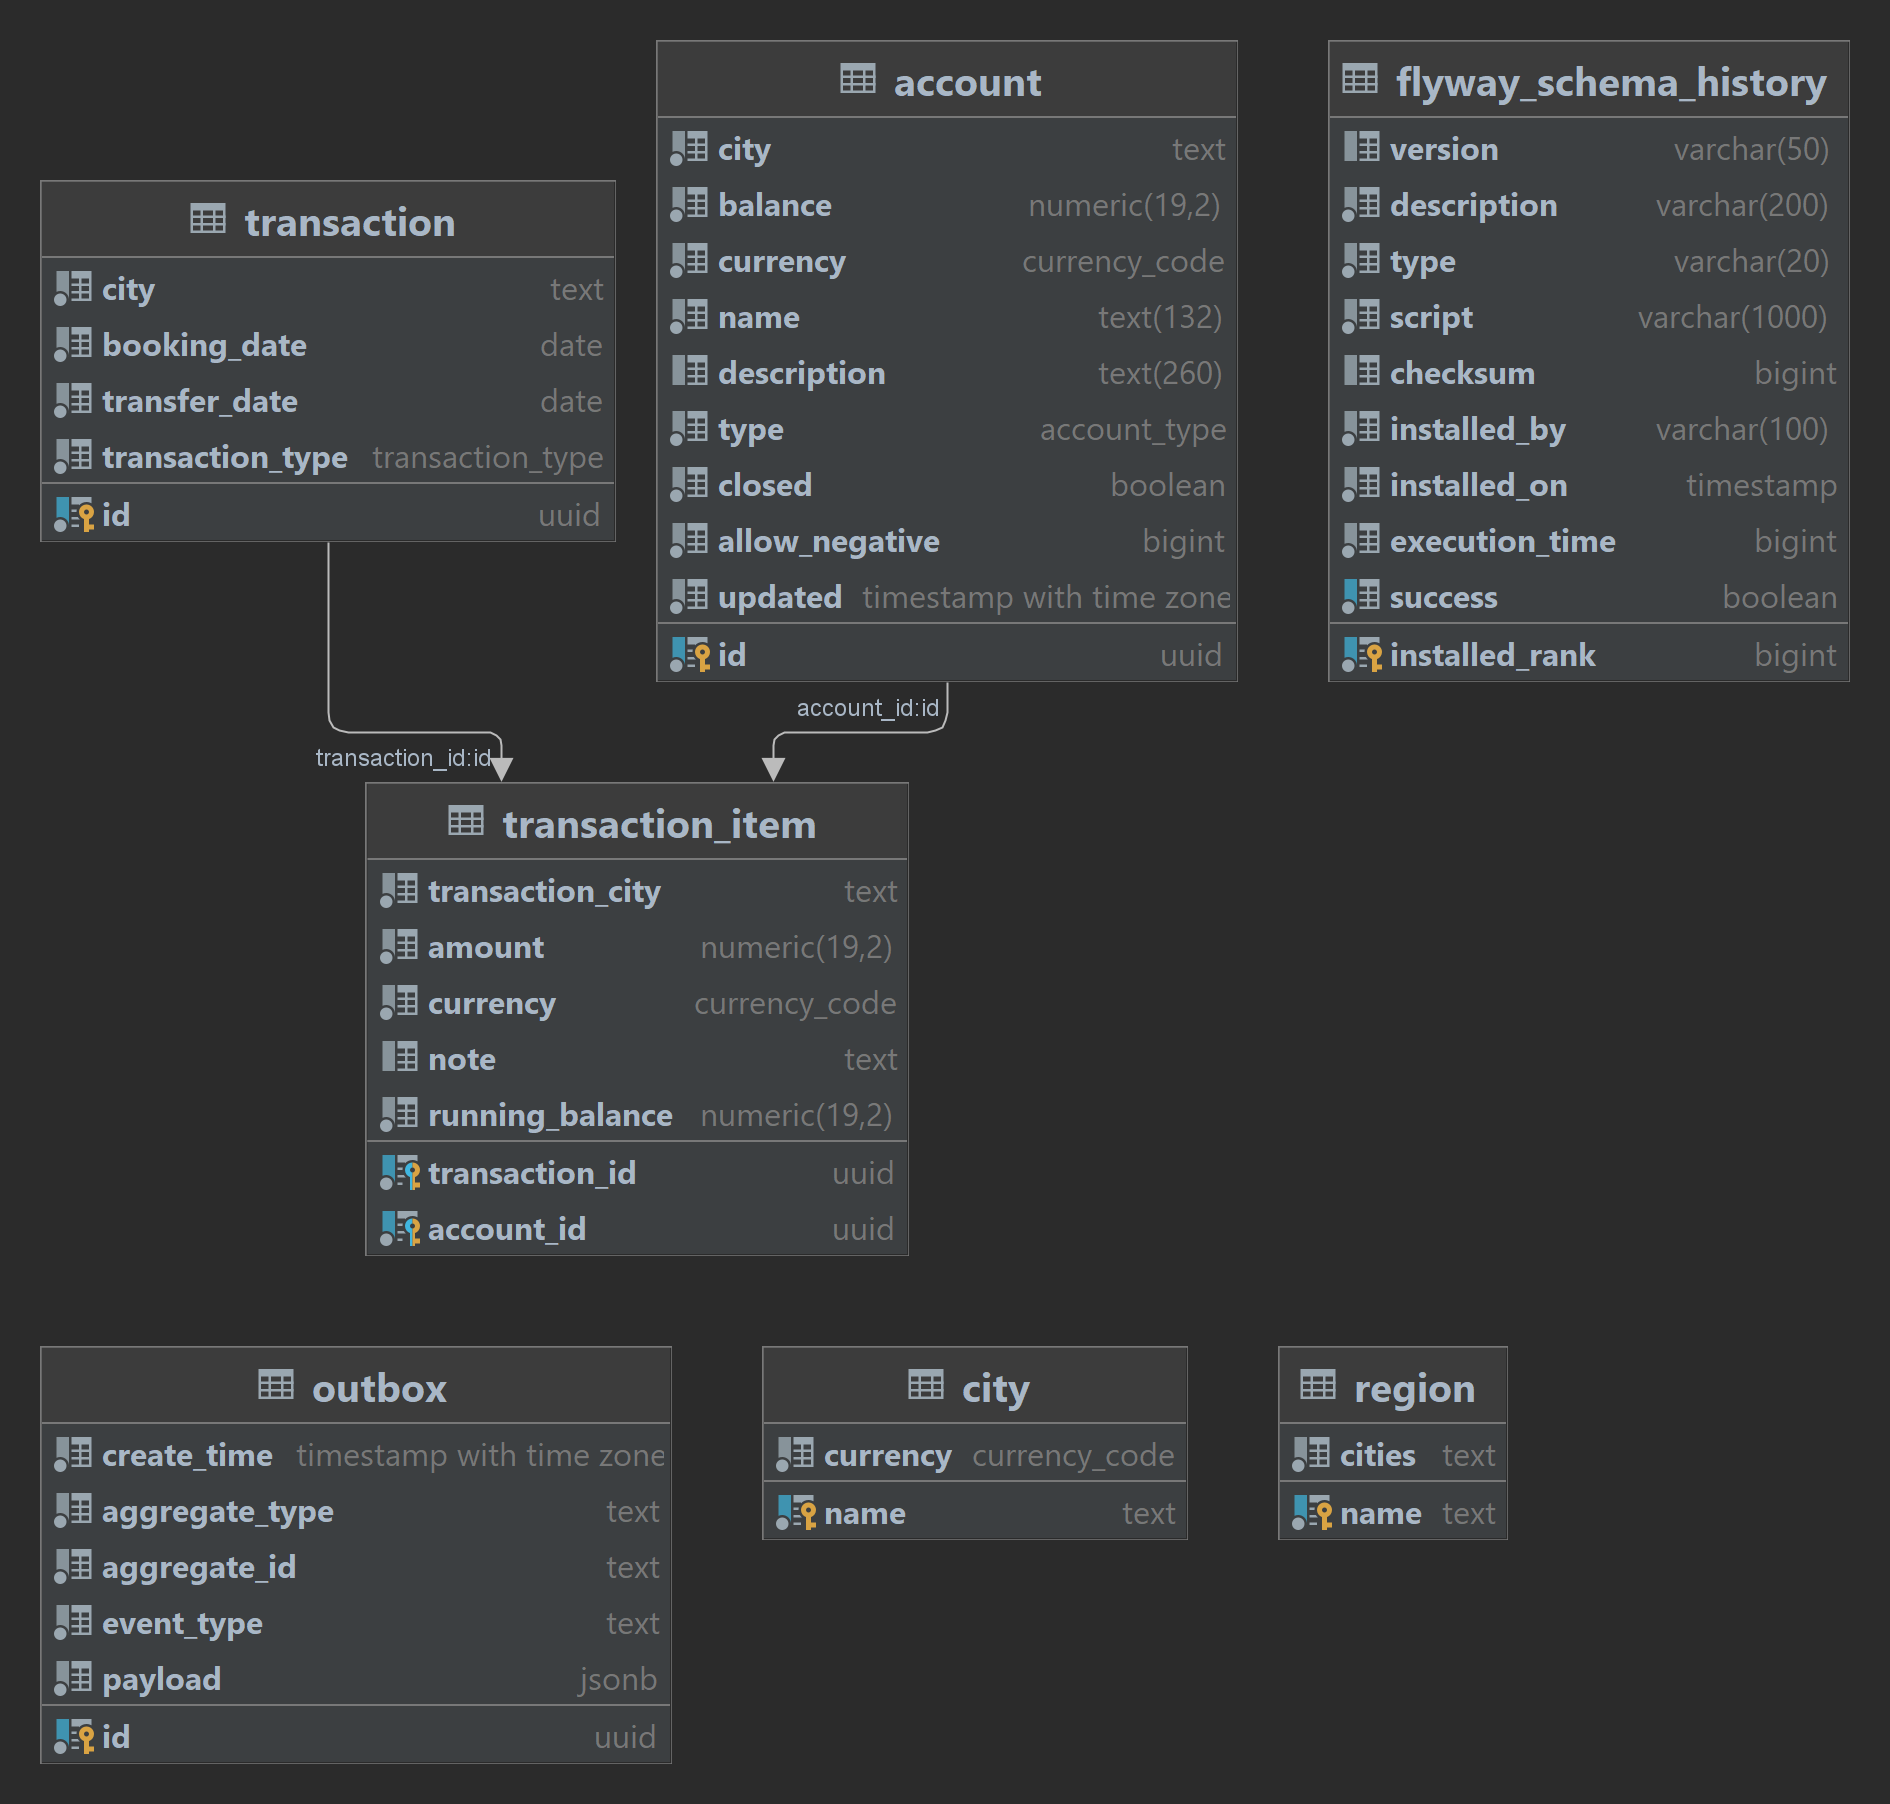 transaction
city text
booking_date date
transfer_date date
transaction_type transaction_type
id uuid
account
city text
balance numeric(19,2)
currency currency_code
name text(132)
description text(260)
type account_type
closed boolean
allow_negative bigint
updated timestamp with time zone
id uuid
flyway_schema_history
version varchar(50)
description varchar(200)
type varchar(20)
script varchar(1000)
checksum bigint
installed_by varchar(100)
installed_on timestamp
execution_time bigint
success boolean
installed_rank bigint
account_id:id
transaction_id:id
transaction_item
transaction_city text
amount numeric(19,2)
currency currency_code
note text
running_balance numeric(19,2)
transaction_id uuid
account_id uuid
outbox
create_time timestamp with time zone
aggregate_type text
aggregate_id text
event_type text
payload jsonb
id uuid
city
currency currency_code
name text
region
cities text
name text